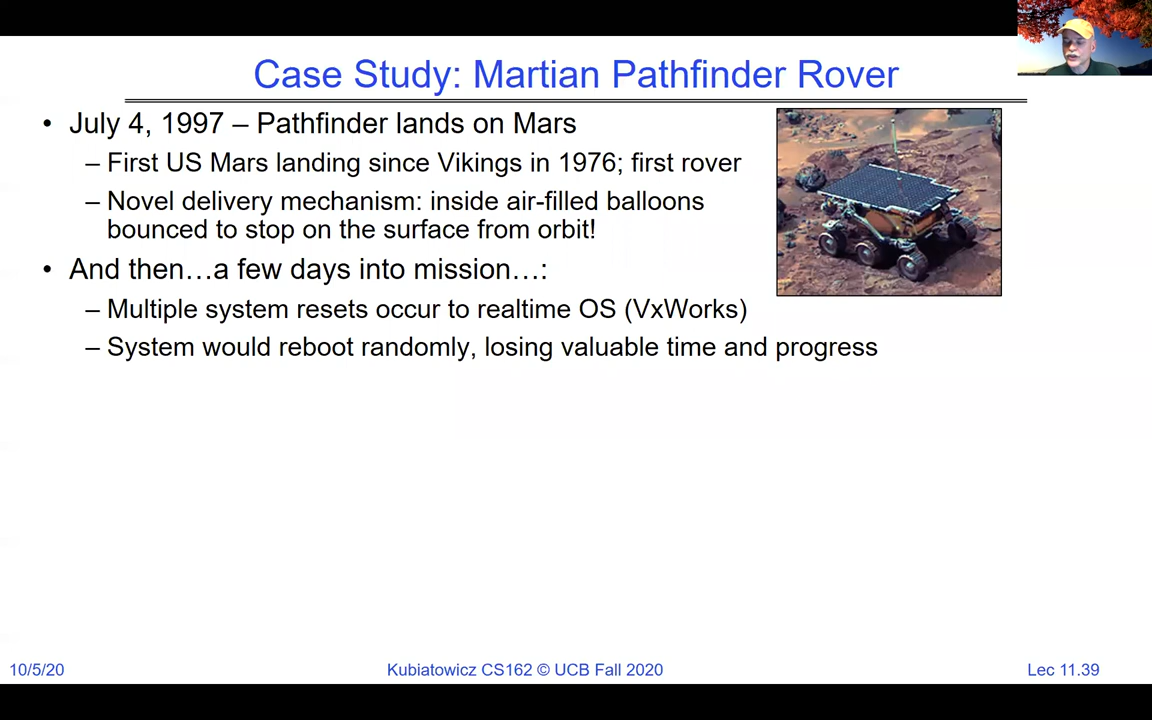 Case Study: Martian Pathfinder Rover
• July 4, 1997 – Pathfinder lands on Mars
– First US Mars landing since Vikings in 1976; first rover
– Novel delivery mechanism: inside air-filled balloons
bounced to stop on the surface from orbit!
• And then…a few days into mission…:
– Multiple system resets occur to realtime OS (VxWorks)
– System would reboot randomly, losing valuable time and progress
10/5/20
Kubiatowicz CS162 © UCB Fall 2020
Lec 11.39